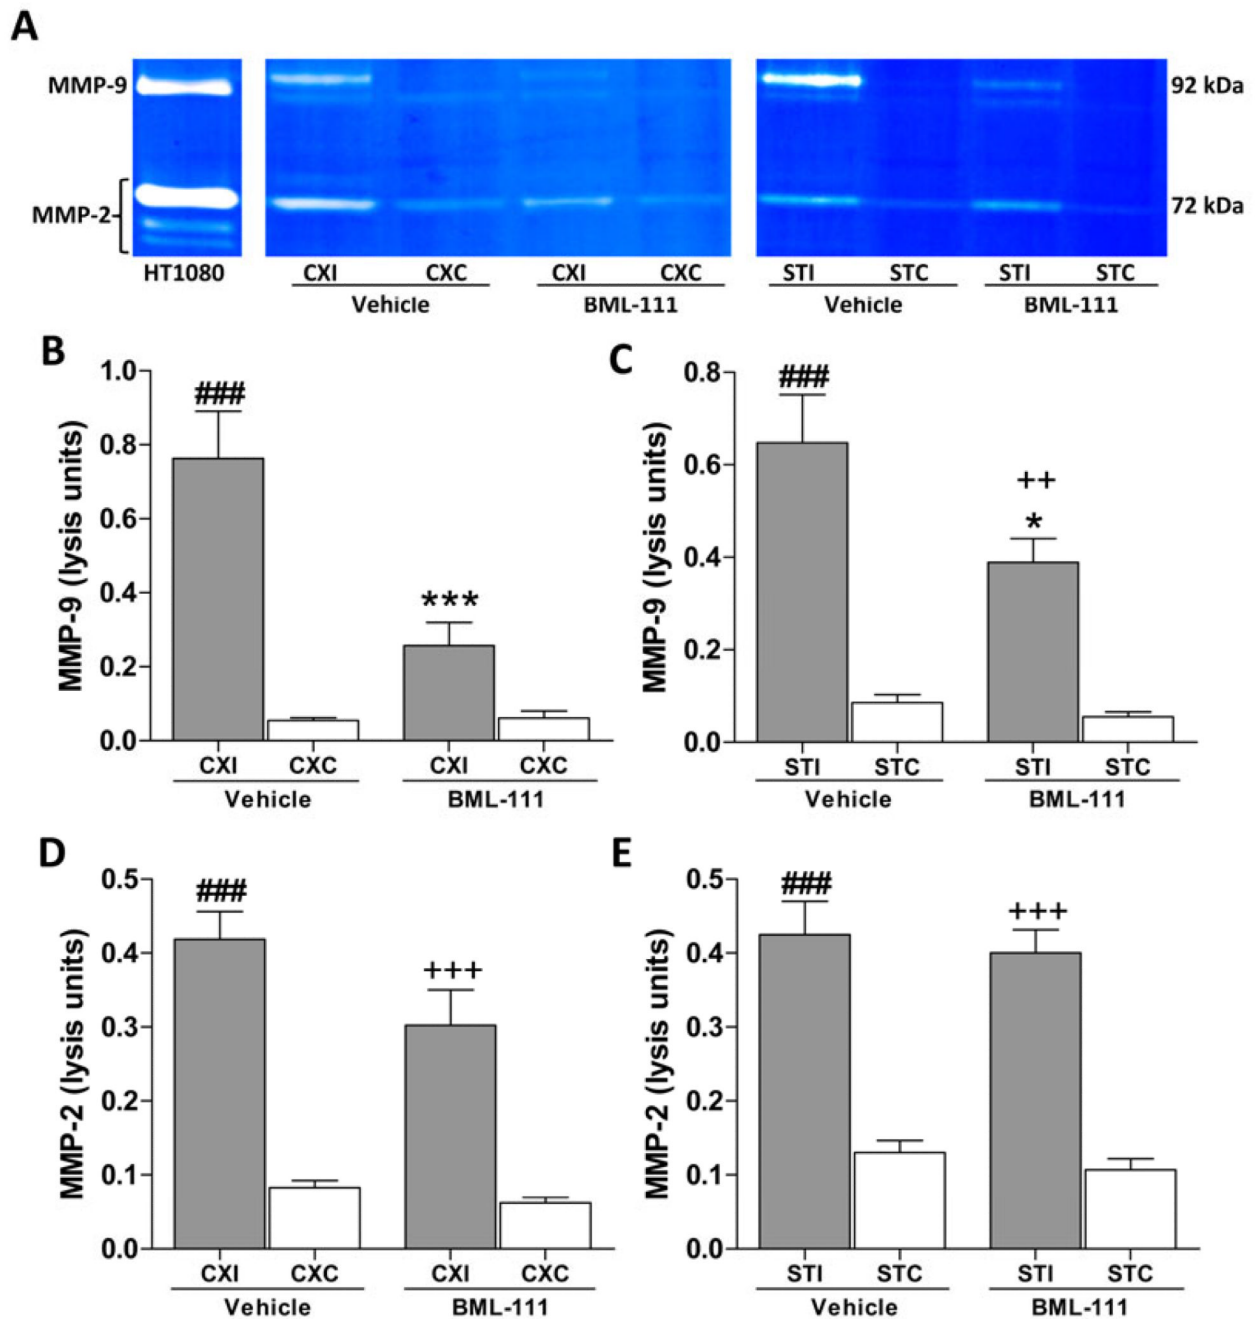 A
MMP-9
92 kDa
MMP-2
72 kDa
HT1080
CXI CXC CXI CXC
STI STC STI STC
Vehicle BML-111
Vehicle BML-111
B
MMP-9 (lysis units)
1.0
0.8
0.6
0.4
0.2
0.0
###
***
CXI CXC CXI CXC
Vehicle BML-111
C
MMP-9 (lysis units)
0.8
0.6
0.4
0.2
0.0
###
++
*
STI STC STI STC
Vehicle BML-111
D
MMP-2 (lysis units)
0.5
0.4
0.3
0.2
0.1
0.0
###
+++
CXI CXC CXI CXC
Vehicle BML-111
E
MMP-2 (lysis units)
0.5
0.4
0.3
0.2
0.1
0.0
###
+++
STI STC STI STC
Vehicle BML-111